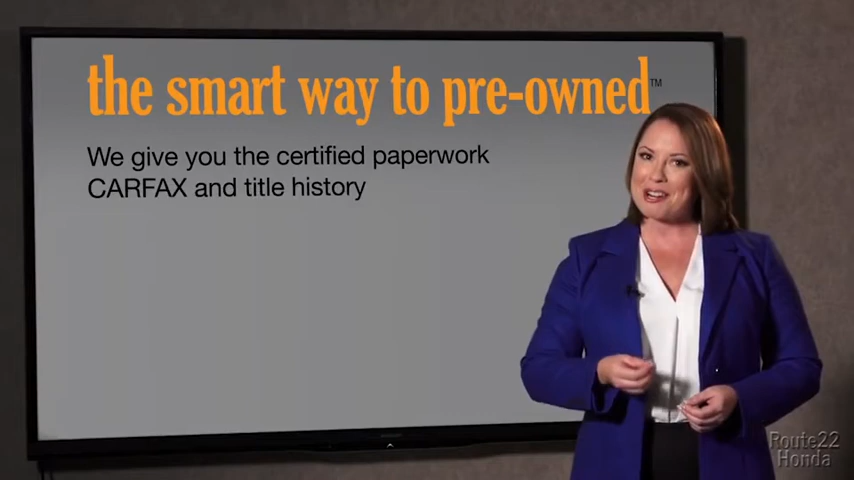 the smart way to pre-owned™
We give you the certified paperwork
CARFAX and title history
Route22
Honda